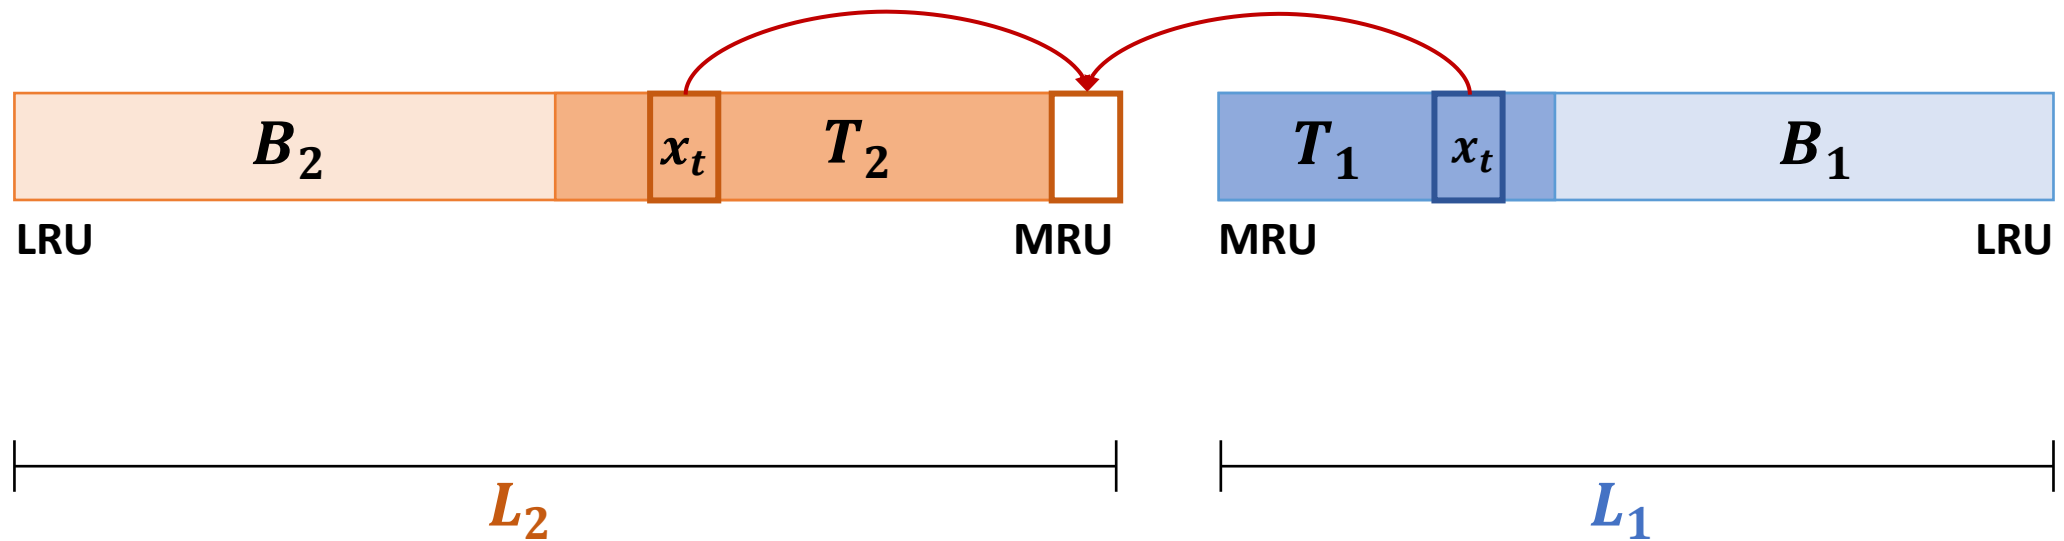 B₂ xₜ T₂ T₁ xₜ B₁
LRU MRU MRU LRU
L₂ L₁